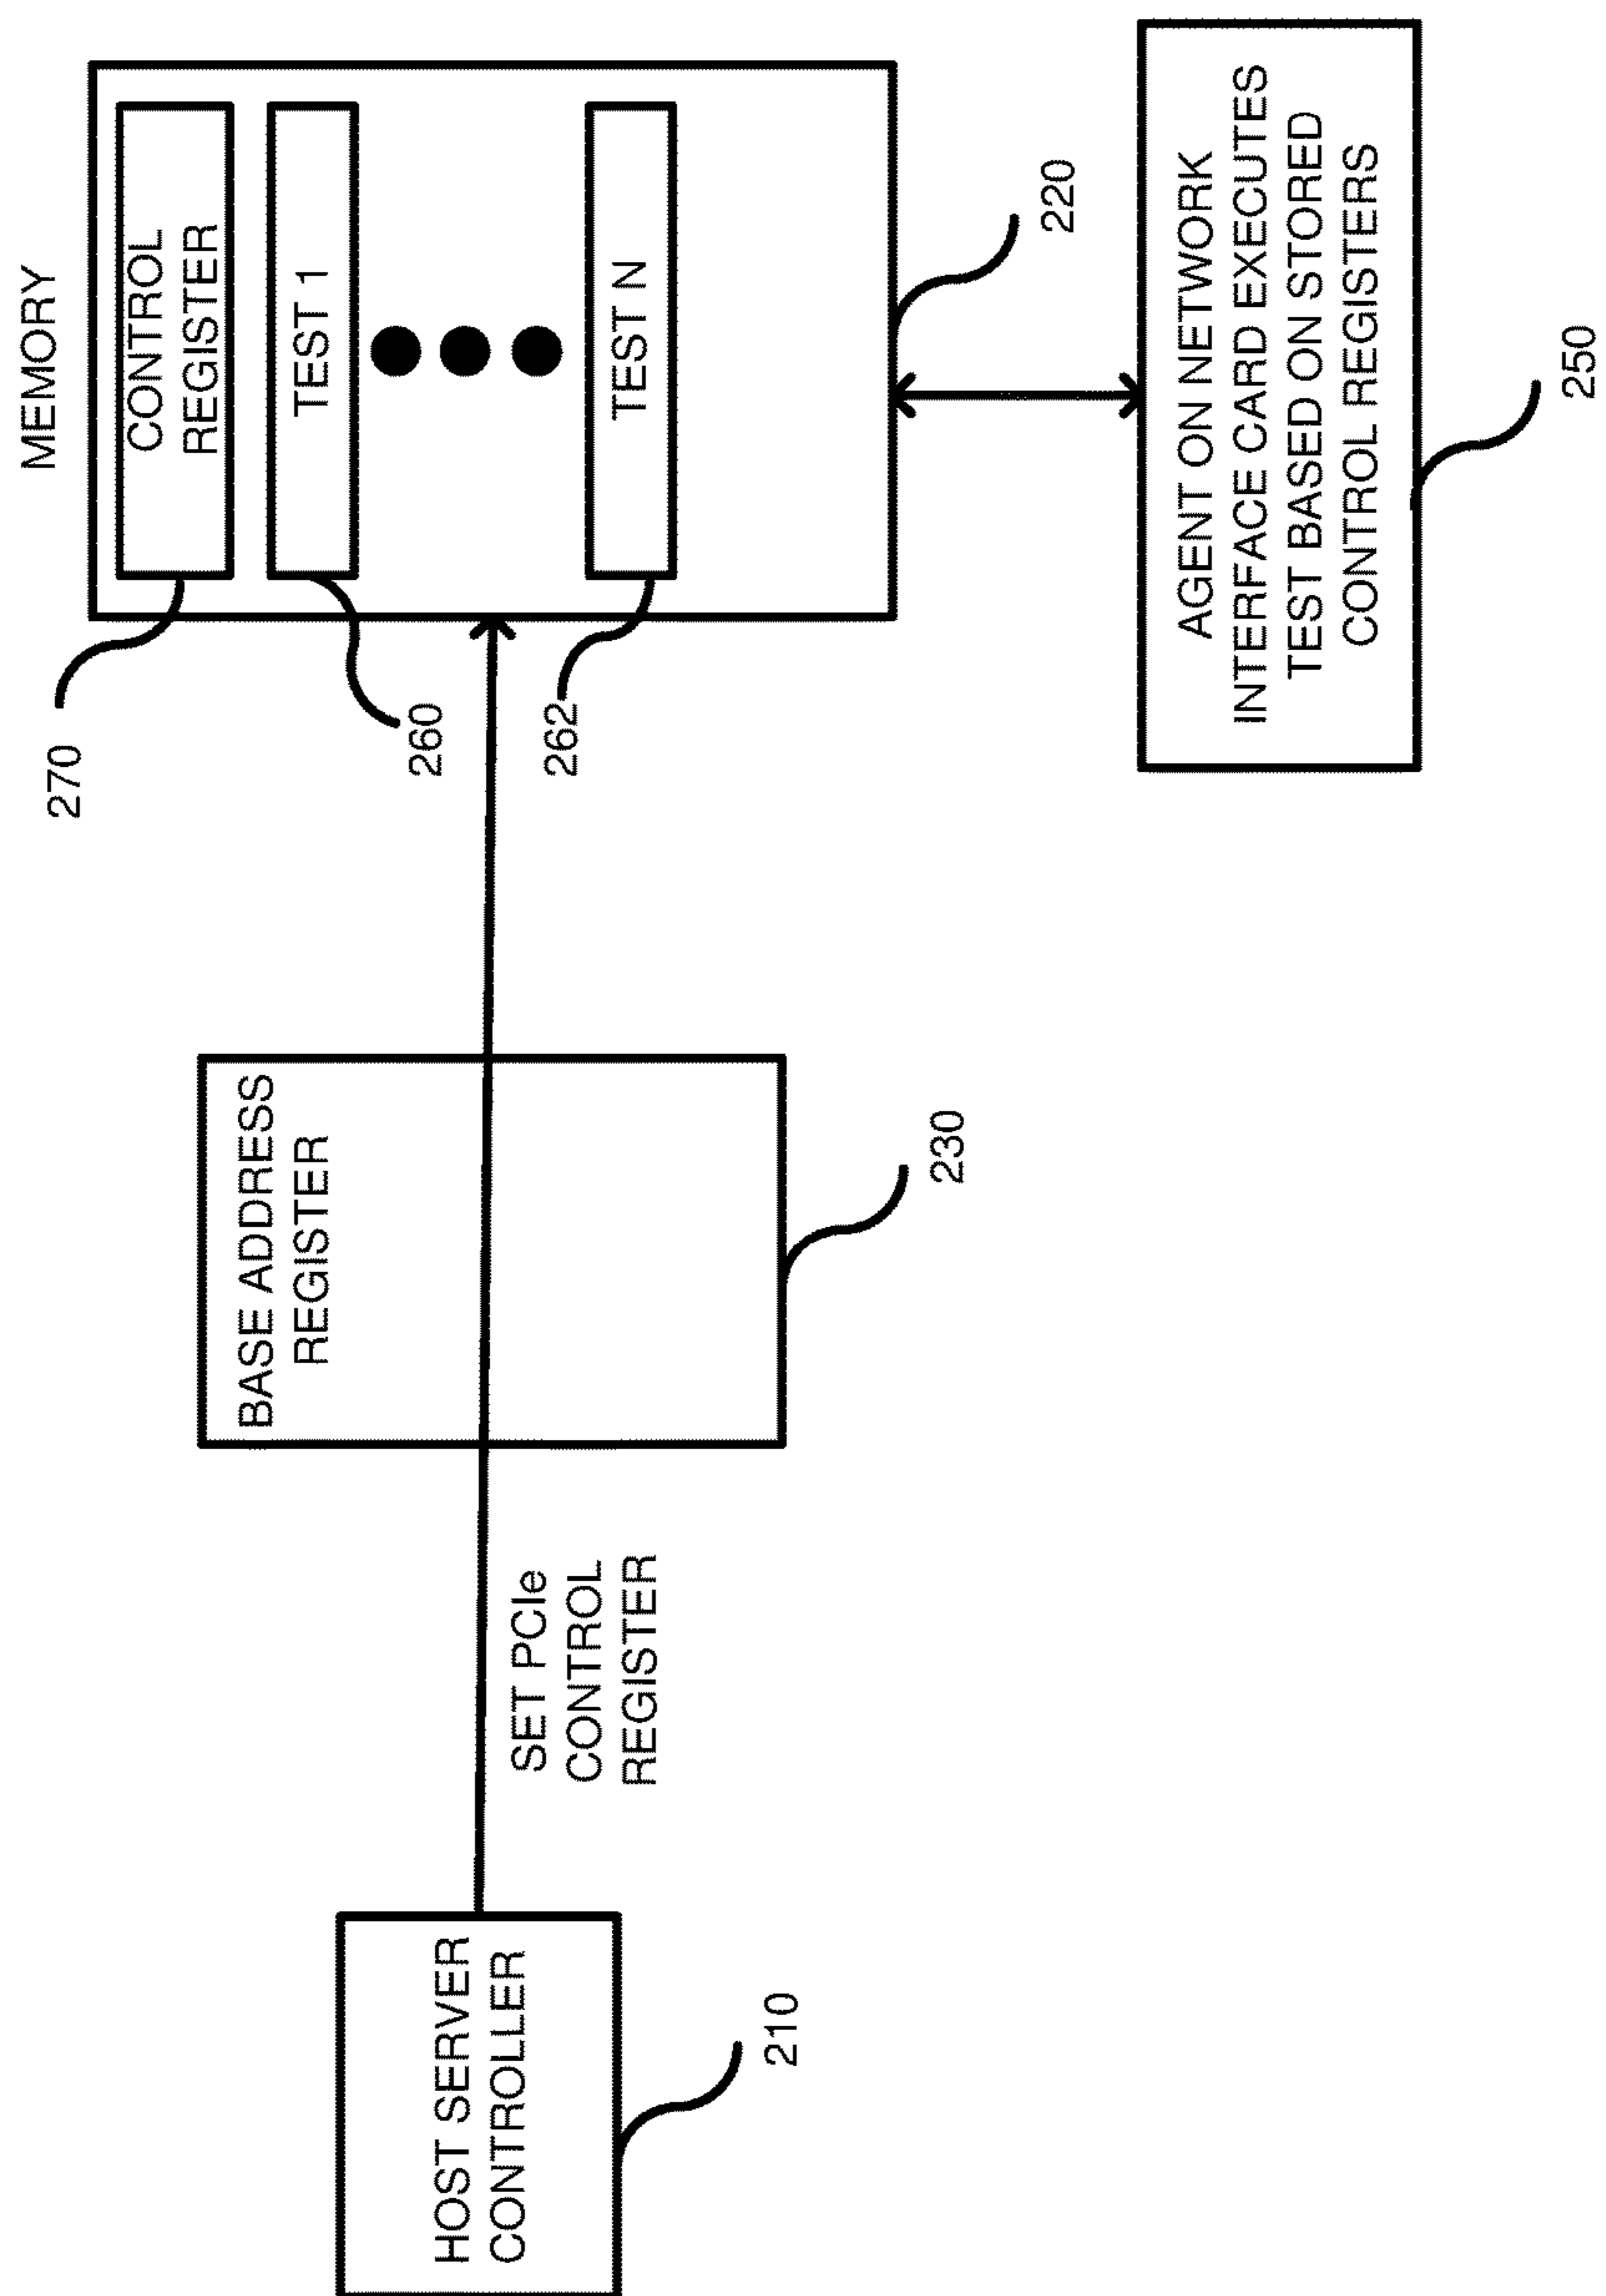 MEMORY
CONTROL
REGISTER
TEST 1
TEST N
270
260
262
220
BASE ADDRESS
REGISTER
230
SET PCIe
CONTROL
REGISTER
HOST SERVER
CONTROLLER
210
AGENT ON NETWORK
INTERFACE CARD EXECUTES
TEST BASED ON STORED
CONTROL REGISTERS
250